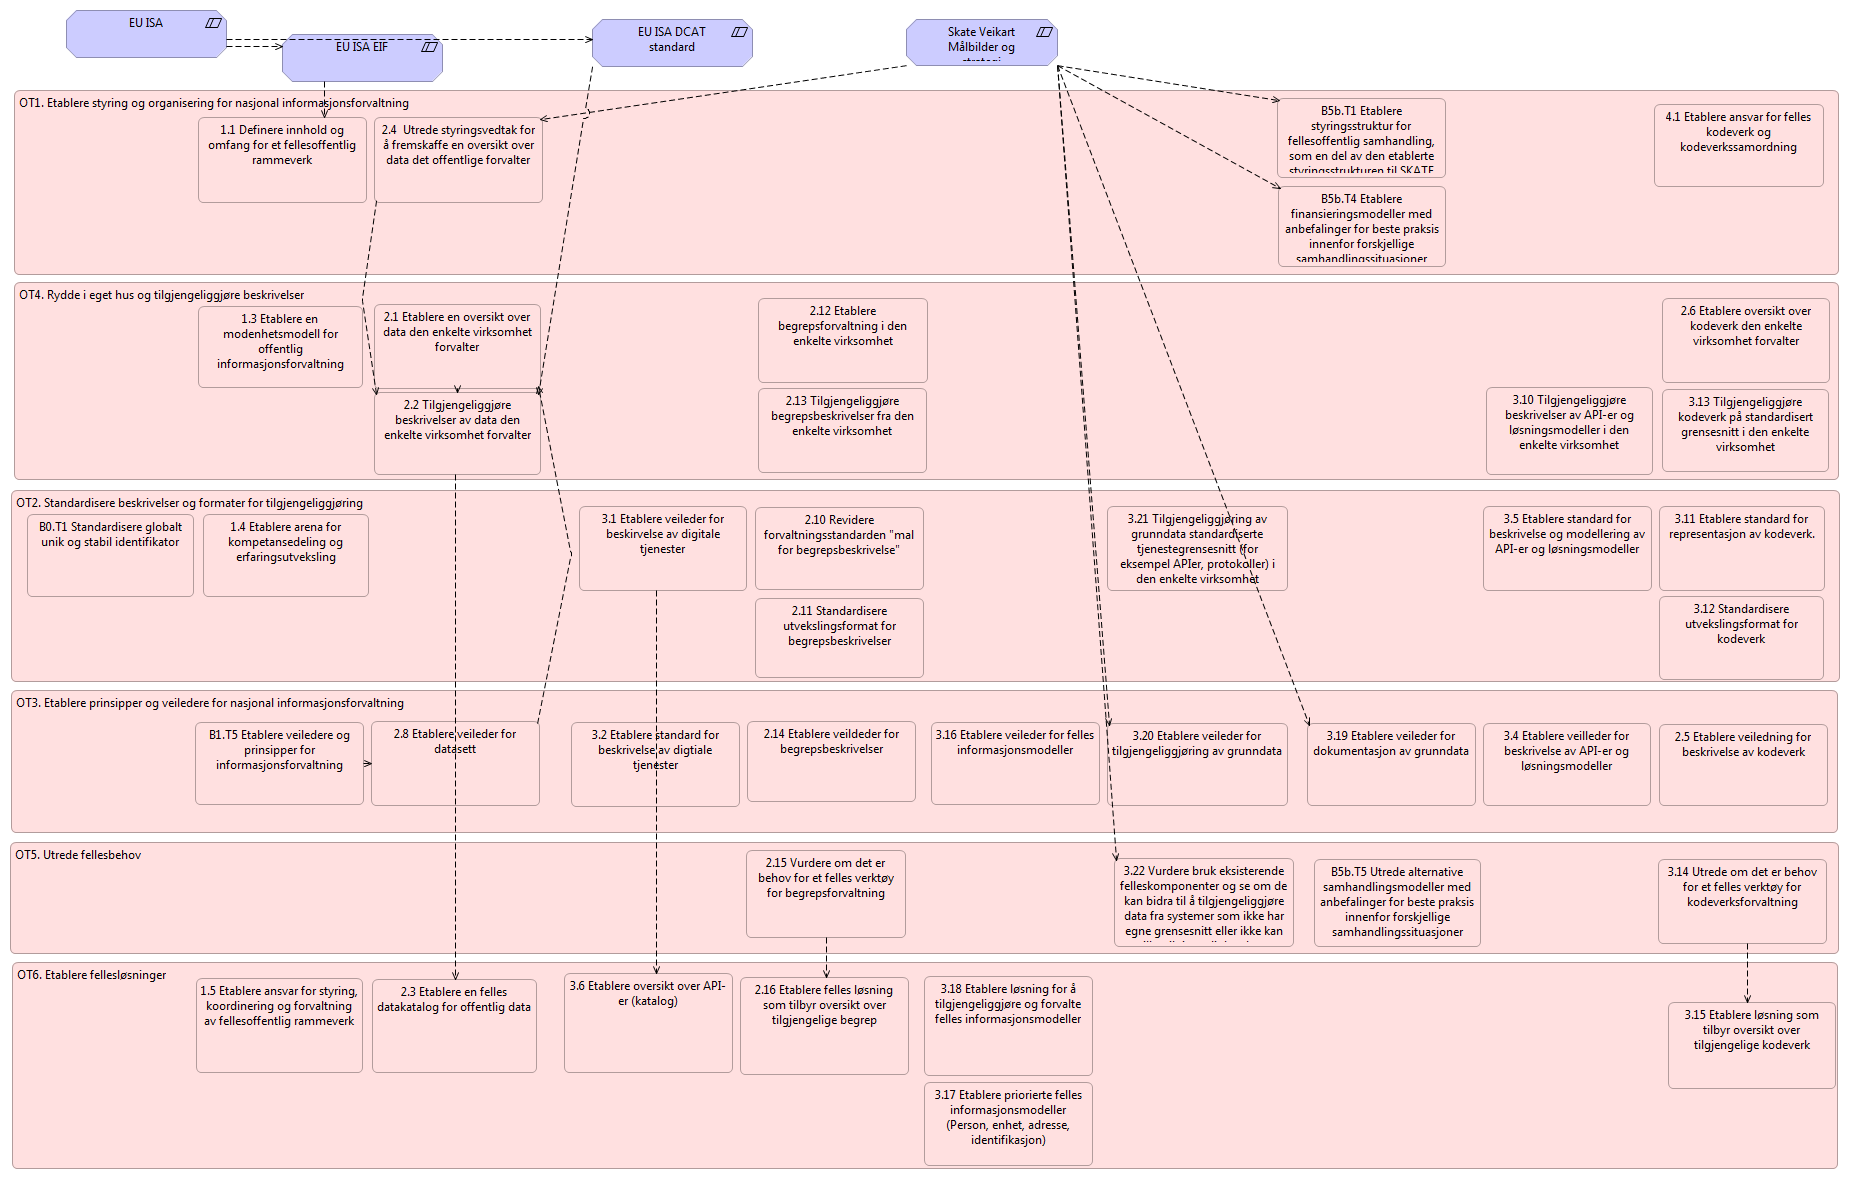 EU ISA
EU ISA EIF
EU ISA DCAT
standard
Skate Veikart
Målbilder og
strategi
OT1. Etablere styring og organisering for nasjonal informasjonsforvaltning
1.1 Definere innhold og
omfang for et fellesoffentlig
rammeverk
2.4  Utrede styringsvedtak for
å fremskaffe en oversikt over
data det offentlige forvalter
B5b.T1 Etablere
styringsstruktur for
fellesoffentlig samhandling,
som en del av den etablerte
styringsstrukturen til SKATE
4.1 Etablere ansvar for felles
kodeverk og
kodeverkssamordning
B5b.T4 Etablere
finansieringsmodeller med
anbefalinger for beste praksis
innenfor forskjellige
samhandlingssituasjoner
OT4. Rydde i eget hus og tilgjengeliggjøre beskrivelser
1.3 Etablere en
modenhetsmodell for
offentlig
informasjonsforvaltning
2.1 Etablere en oversikt over
data den enkelte virksomhet
forvalter
2.12 Etablere
begrepsforvaltning i den
enkelte virksomhet
2.6 Etablere oversikt over
kodeverk den enkelte
virksomhet forvalter
2.2 Tilgjengeliggjøre
beskrivelser av data den
enkelte virksomhet forvalter
2.13 Tilgjengeliggjøre
begrepsbeskrivelser fra den
enkelte virksomhet
3.10 Tilgjengeliggjøre
beskrivelser av API-er og
løsningsmodeller i den
enkelte virksomhet
3.13 Tilgjengeliggjøre
kodeverk på standardisert
grensesnitt i den enkelte
virksomhet
OT2. Standardisere beskrivelser og formater for tilgjengeliggjøring
B0.T1 Standardisere globalt
unik og stabil identifikator
1.4 Etablere arena for
kompetansedeling og
erfaringsutveksling
3.1 Etablere veileder for
beskirvelse av digitale
tjenester
2.10 Revidere
forvaltningsstandarden "mal
for begrepsbeskrivelse"
3.21 Tilgjengeliggjøring av
grunndata standardiserte
tjenestegrensesnitt (for
eksempel APIer, protokoller) i
den enkelte virksomhet
3.5 Etablere standard for
beskrivelse og modellering av
API-er og løsningsmodeller
3.11 Etablere standard for
representasjon av kodeverk.
2.11 Standardisere
utvekslingsformat for
begrepsbeskrivelser
3.12 Standardisere
utvekslingsformat for
kodeverk
OT3. Etablere prinsipper og veiledere for nasjonal informasjonsforvaltning
B1.T5 Etablere veiledere og
prinsipper for
informasjonsforvaltning
2.8 Etablere veileder for
datasett
3.2 Etablere standard for
beskrivelse av digtiale
tjenester
2.14 Etablere veildeder for
begrepsbeskrivelser
3.16 Etablere veileder for felles
informasjonsmodeller
3.20 Etablere veileder for
tilgjengeliggjøring av grunndata
3.19 Etablere veileder for
dokumentasjon av grunndata
3.4 Etablere veilleder for
beskrivelse av API-er og
løsningsmodeller
2.5 Etablere veiledning for
beskrivelse av kodeverk
OT5. Utrede fellesbehov
2.15 Vurdere om det er
behov for et felles verktøy
for begrepsforvaltning
3.22 Vurdere bruk eksisterende
felleskomponenter og se om de
kan bidra til å tilgjengeliggjøre
data fra systemer som ikke har
egne grensesnitt eller ikke kan
B5b.T5 Utrede alternative
samhandlingsmodeller med
anbefalinger for beste praksis
innenfor forskjellige
samhandlingssituasjoner
3.14 Utrede om det er behov
for et felles verktøy for
kodeverksforvaltning
OT6. Etablere fellesløsninger
1.5 Etablere ansvar for styring,
koordinering og forvaltning
av fellesoffentlig rammeverk
2.3 Etablere en felles
datakatalog for offentlig data
3.6 Etablere oversikt over API-
er (katalog)
2.16 Etablere felles løsning
som tilbyr oversikt over
tilgjengelige begrep
3.18 Etablere løsning for å
tilgjengeliggjøre og forvalte
felles informasjonsmodeller
3.15 Etablere løsning som
tilbyr oversikt over
tilgjengelige kodeverk
3.17 Etablere priorierte felles
informasjonsmodeller
(Person, enhet, adresse,
identifikasjon)